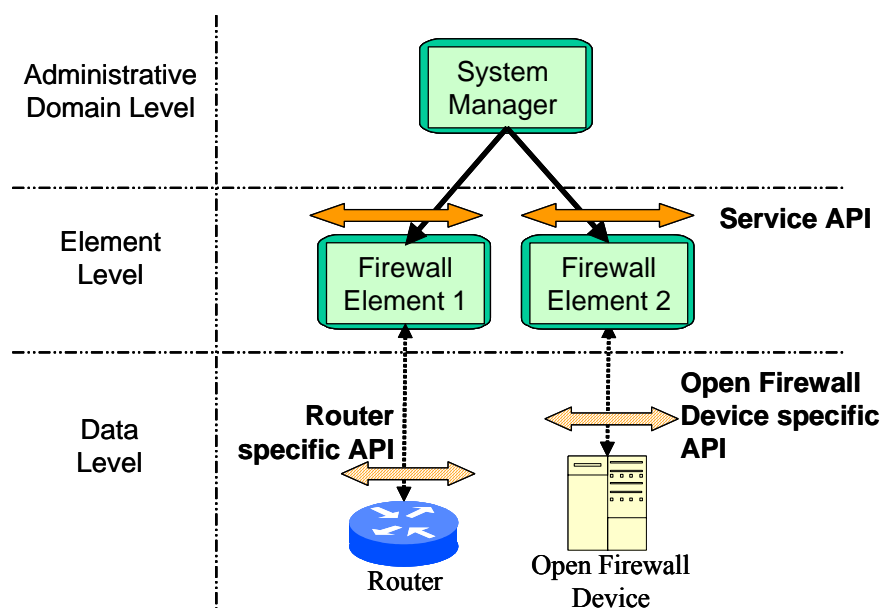 Administrative
Domain Level
System
Manager
Element
Level
Service API
Firewall
Element 1
Firewall
Element 2
Data
Level
Router
specific API
Open Firewall
Device specific
API
Router
Open Firewall
Device